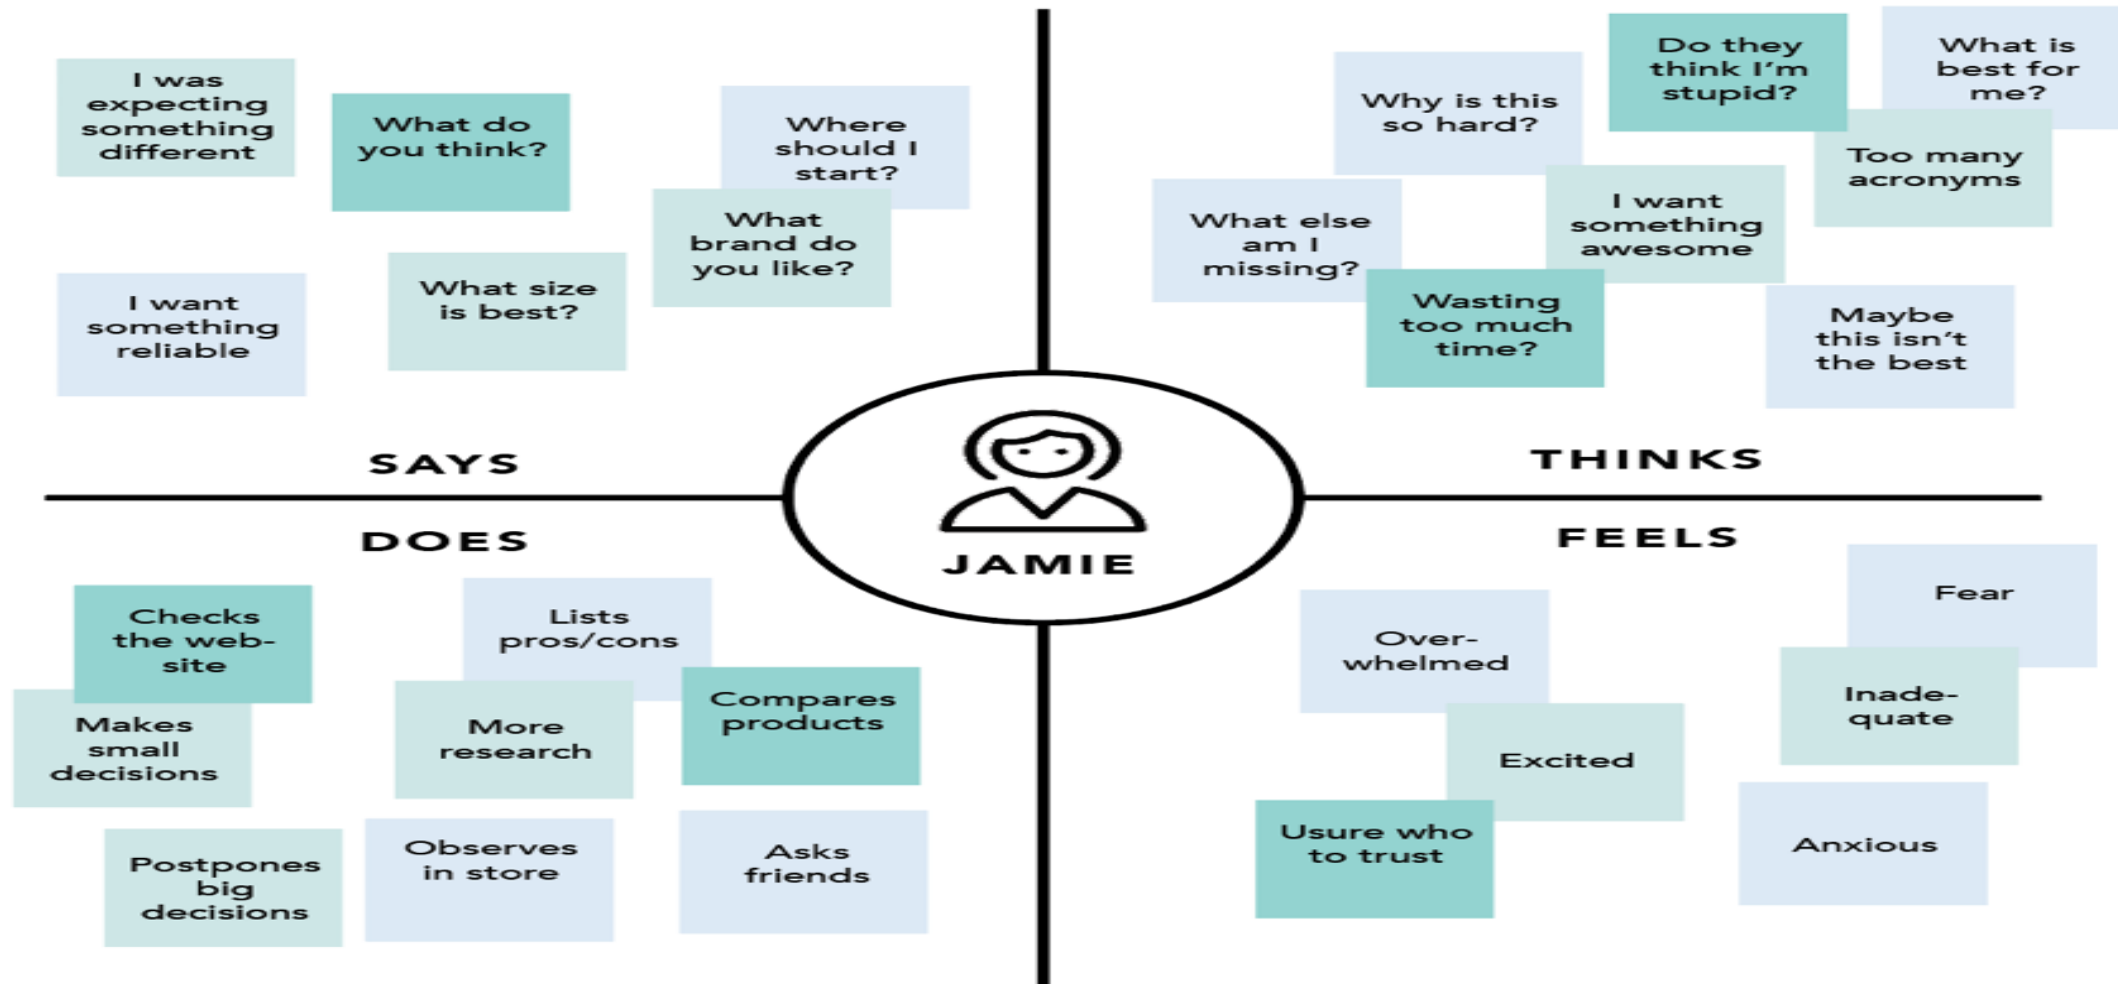 I was
expecting
something
different
What do
you think?
Where
should I
start?
What
brand do
you like?
I want
something
reliable
What size
is best?
SAYS
Why is this
so hard?
Do they
think I'm
stupid?
What is
best for
me?
Too many
acronyms
What else
am I
missing?
I want
something
awesome
Wasting
too much
time?
Maybe
this isn't
the best
THINKS
JAMIE
DOES
Checks
the web-
site
Lists
pros/cons
Makes
small
decisions
More
research
Compares
products
Postpones
big
decisions
Observes
in store
Asks
friends
FEELS
Over-
whelmed
Fear
Inade-
quate
Excited
Usure who
to trust
Anxious